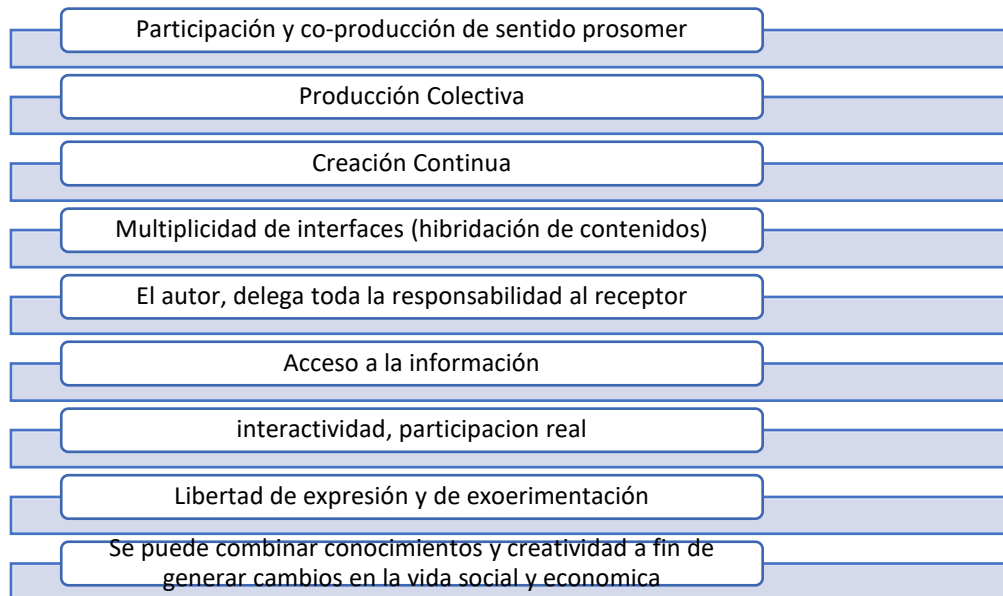 Participación y co-producción de sentido prosomer
Producción Colectiva
Creación Continua
Multiplicidad de interfaces (hibridación de contenidos)
El autor, delega toda la responsabilidad al receptor
Acceso a la información
interactividad, participacion real
Libertad de expresión y de exoerimentación
Se puede combinar conocimientos y creatividad a fin de
generar cambios en la vida social y economica